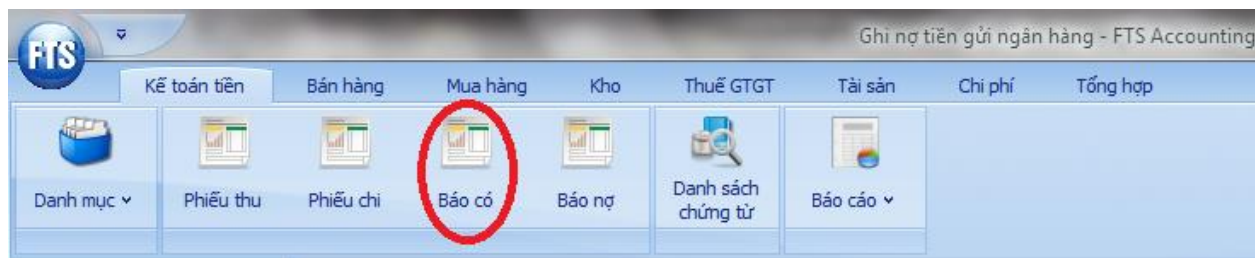 Ghi nợ tiền gửi ngân hàng - FTS Accounting
FTS
Kế toán tiền Bán hàng Mua hàng Kho Thuế GTGT Tài sản Chi phí Tổng hợp
Danh mục Phiếu thu Phiếu chi Báo có Báo nợ Danh sách chứng từ Báo cáo